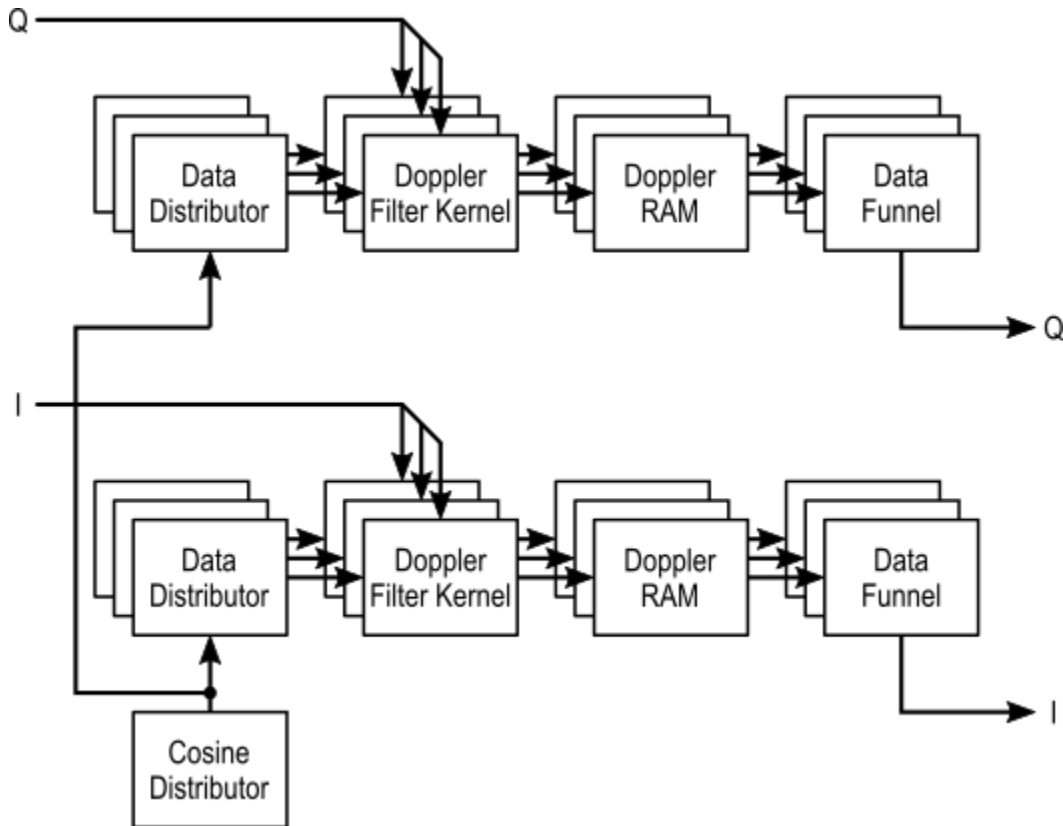 Q
Data
Distributor
Doppler
Filter Kernel
Doppler
RAM
Data
Funnel
Q
I
Data
Distributor
Doppler
Filter Kernel
Doppler
RAM
Data
Funnel
I
Cosine
Distributor